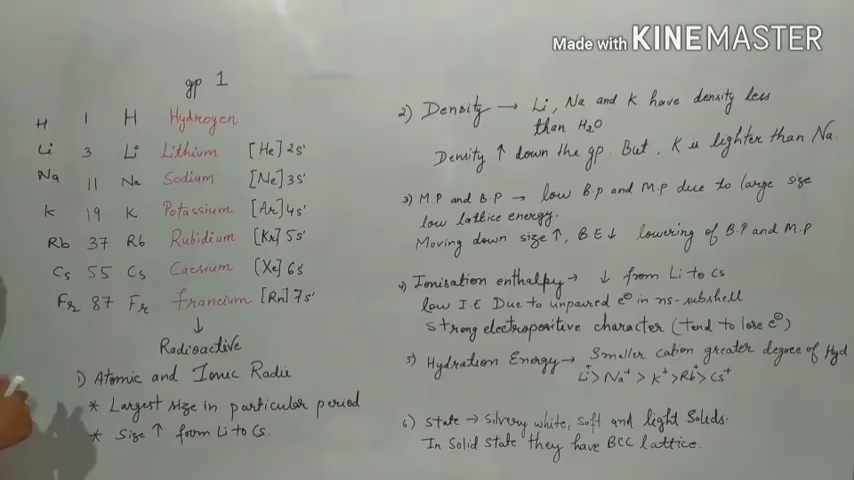 Made with KINEMASTER
gp 1
H 1 H Hydrogen
Li 3 Li Lithium [He]2s¹
Na 11 Na Sodium [Ne]3s¹
K 19 K Potassium [Ar]4s¹
Rb 37 Rb Rubidium [Kr]5s¹
Cs 55 Cs Caesium [Xe]6s¹
Fr 87 Fr Francium [Rn]7s¹
↓
Radioactive
1) Atomic and Ionic Radii
* Largest size in particular period
* Size ↑ from Li to Cs.
2) Density → Li, Na and K have density less
than H₂O
Density ↑ down the gp. But, K is lighter than Na.
3) M.P and B.P → low B.p and M.p due to large size
low lattice energy.
Moving down size ↑, B.E ↓ lowering of B.P and M.P
4) Ionisation enthalpy → ↓ from Li to Cs.
low I.E Due to unpaired e⊖ in ns-subshell
Strong electropositive character (tend to lose e⊖)
5) Hydration Energy → Smaller cation greater degree of Hyd
Li⁺ > Na⁺ > K⁺ > Rb⁺ > Cs⁺
6) State → Silvery white, soft and light Solids.
In Solid state they have BCC lattice.